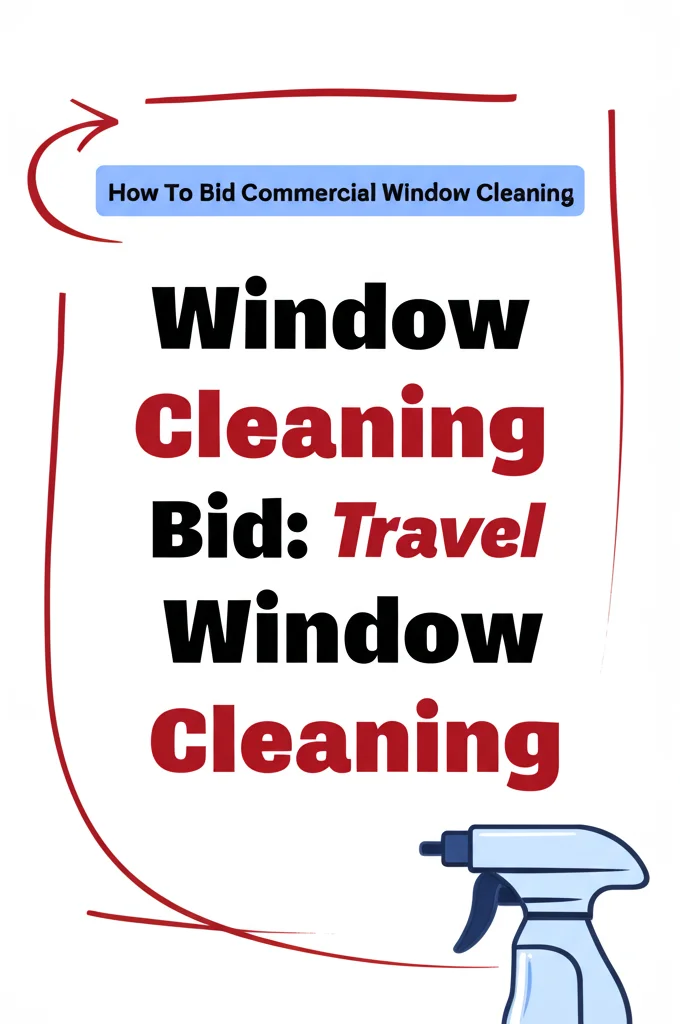 How To Bid Commercial Window Cleaning
Window
Cleaning
Bid: Travel
Window
Cleaning